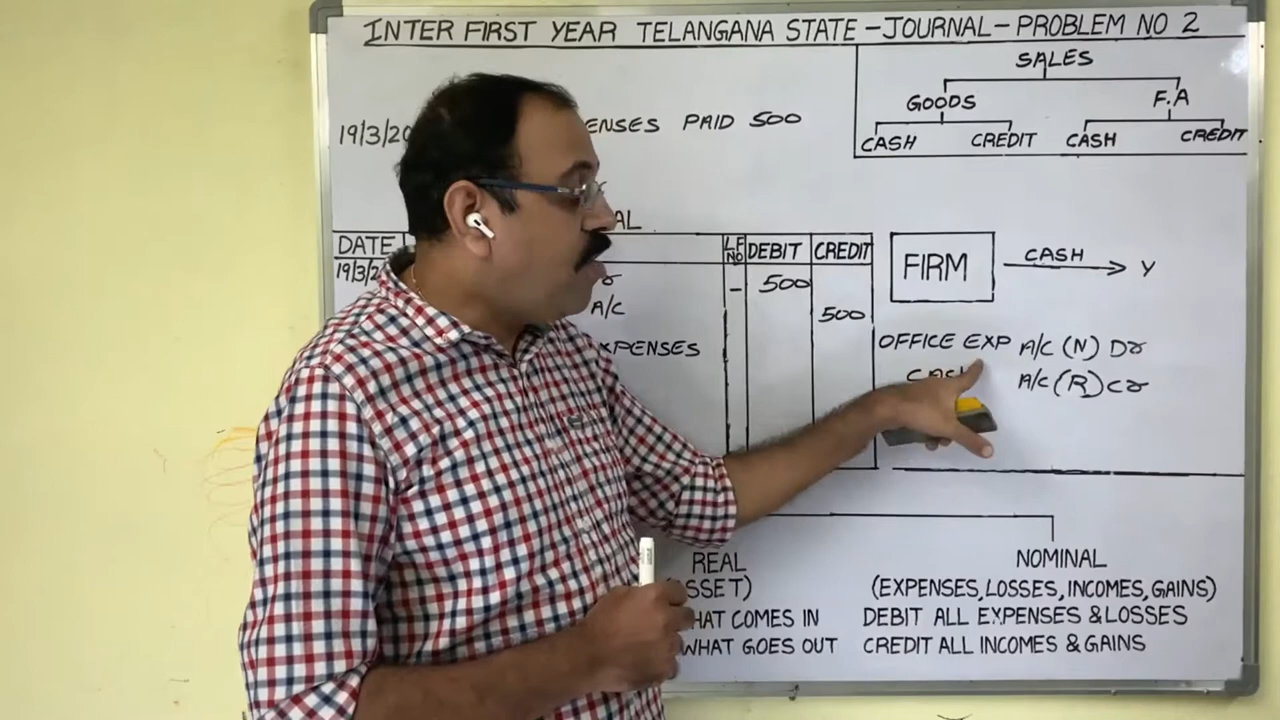 INTER FIRST YEAR TELANGANA STATE - JOURNAL - PROBLEM NO 2
SALES
GOODS F.A
CASH CREDIT CASH CREDIT
19/3/20 ENSES PAID 500
AL
DATE L.F NO DEBIT CREDIT
19/3/2 r - 500
A/C 500
XPENSES
FIRM CASH Y
OFFICE EXP A/C (N) Dr
CASH A/C (R) Cr
REAL
SSET)
HAT COMES IN
WHAT GOES OUT
NOMINAL
(EXPENSES, LOSSES, INCOMES, GAINS)
DEBIT ALL EXPENSES & LOSSES
CREDIT ALL INCOMES & GAINS